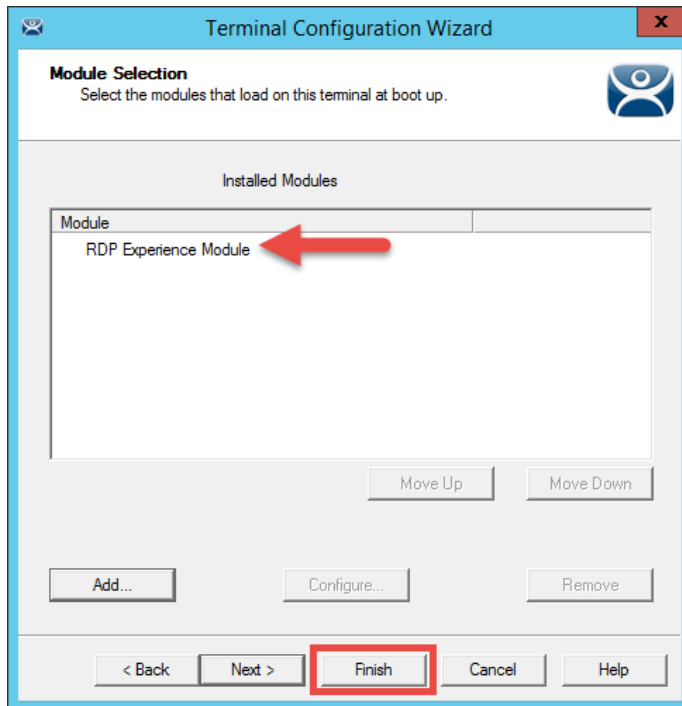 Terminal Configuration Wizard
x
Module Selection
Select the modules that load on this terminal at boot up.
Installed Modules
Module
RDP Experience Module
Move Up
Move Down
Add...
Configure...
Remove
< Back
Next >
Finish
Cancel
Help